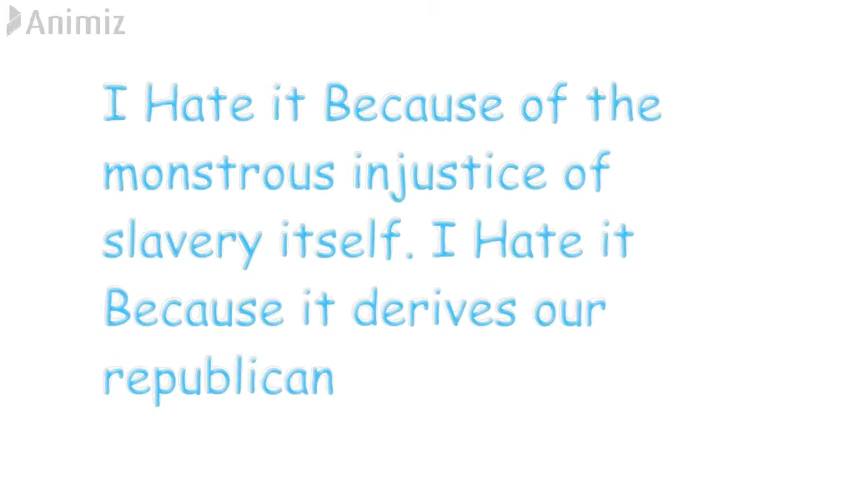 Animiz
I Hate it Because of the
monstrous injustice of
slavery itself. I Hate it
Because it derives our
republican